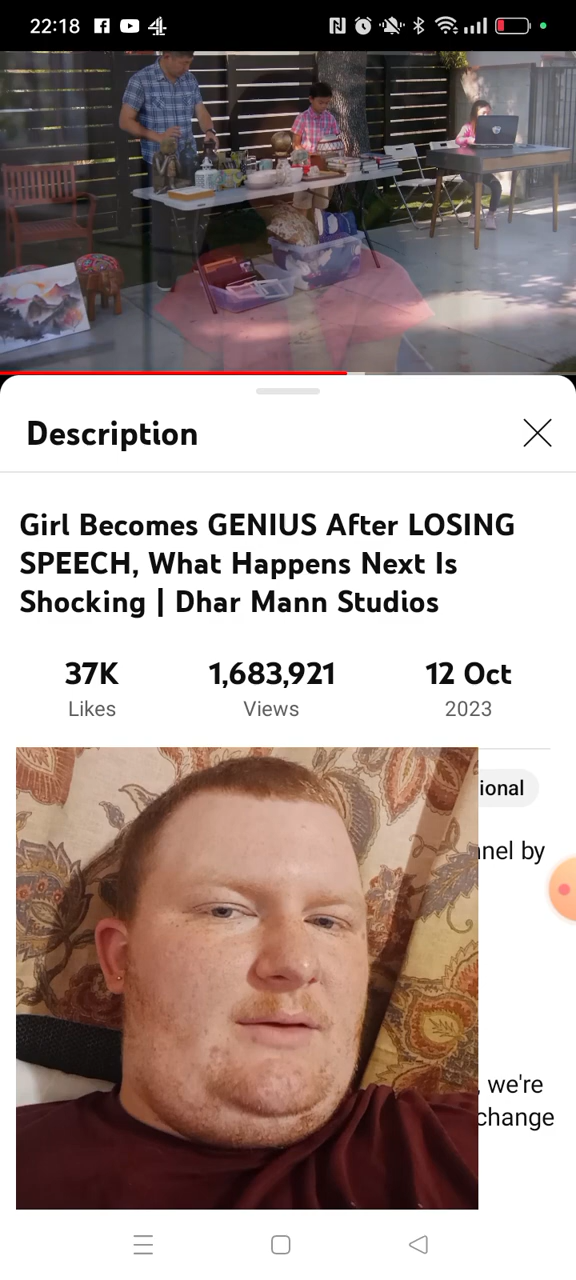 22:18
Description
Girl Becomes GENIUS After LOSING
SPEECH, What Happens Next Is
Shocking | Dhar Mann Studios
37K 1,683,921 12 Oct
Likes Views 2023
ional
nnel by
, we're
change